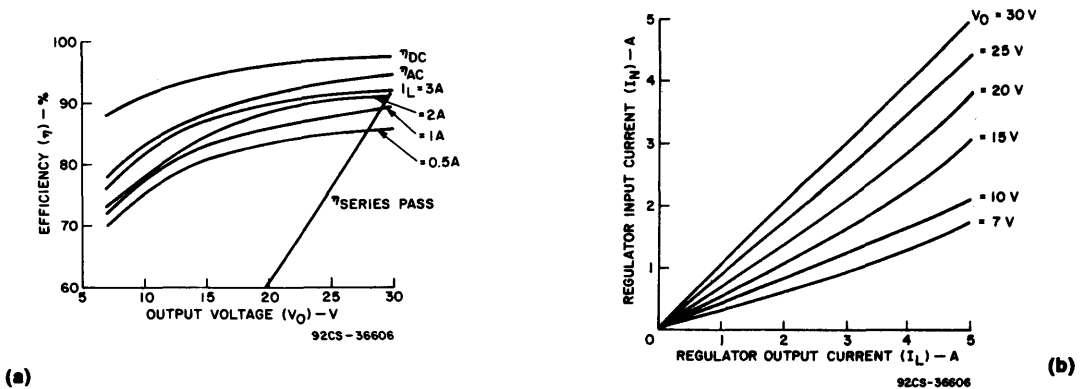 100
90
80
70
60
EFFICIENCY (η) – %
5
10
15
20
25
30
OUTPUT VOLTAGE (VO) – V
92CS-36606
ηDC
ηAC
IL = 3A
= 2A
= 1A
= 0.5A
ηSERIES PASS
(a)
5
4
3
2
1
0
REGULATOR INPUT CURRENT (IN) – A
1
2
3
4
5
REGULATOR OUTPUT CURRENT (IL) – A
92CS-36606
VO = 30 V
= 25 V
= 20 V
= 15 V
= 10 V
= 7 V
(b)